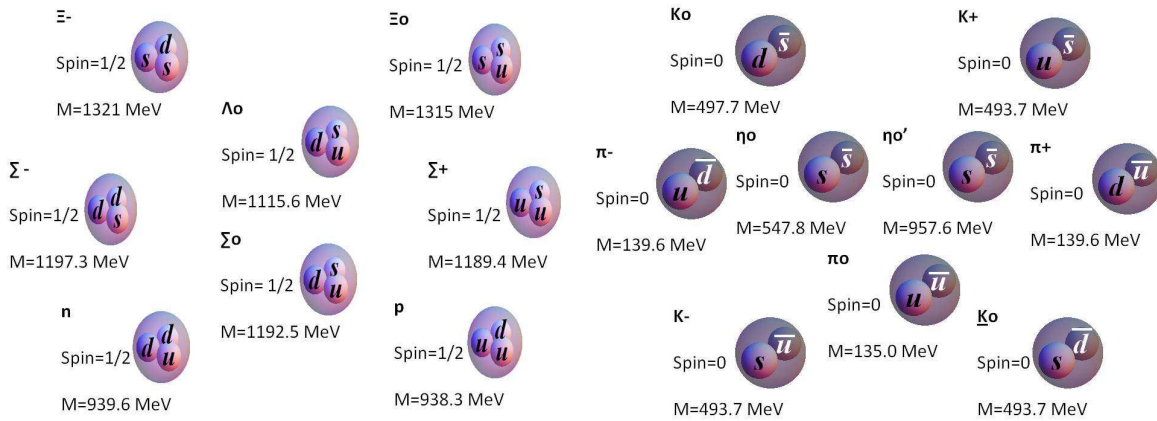 Ξ-
Spin=1/2
s d s
M=1321 MeV
Ξo
Spin= 1/2
s s u
M=1315 MeV
Λo
Spin= 1/2
d s u
M=1115.6 MeV
∑ -
Spin=1/2
d d s
M=1197.3 MeV
∑+
Spin= 1/2
u s u
M=1189.4 MeV
∑o
Spin= 1/2
d s u
M=1192.5 MeV
n
Spin=1/2
d d u
M=939.6 MeV
p
Spin=1/2
u d u
M=938.3 MeV
Ko
Spin=0
d s̅
M=497.7 MeV
K+
Spin=0
u s̅
M=493.7 MeV
π-
Spin=0
u d̅
M=139.6 MeV
ηo
Spin=0
s s̅
M=547.8 MeV
ηo’
Spin=0
s s̅
M=957.6 MeV
π+
Spin=0
d u̅
M=139.6 MeV
πo
Spin=0
u u̅
M=135.0 MeV
K-
Spin=0
s u̅
M=493.7 MeV
K̲o
Spin=0
s d̅
M=493.7 MeV